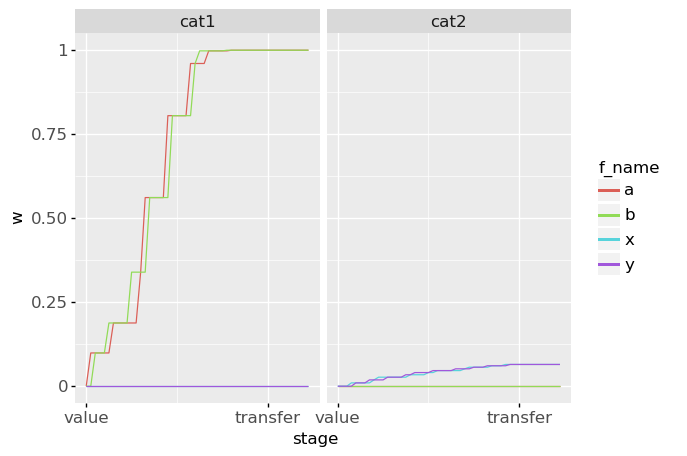 cat1
cat2
1
0.75
0.50
0.25
0
w
value
transfer
value
transfer
stage
f_name
a
b
x
y